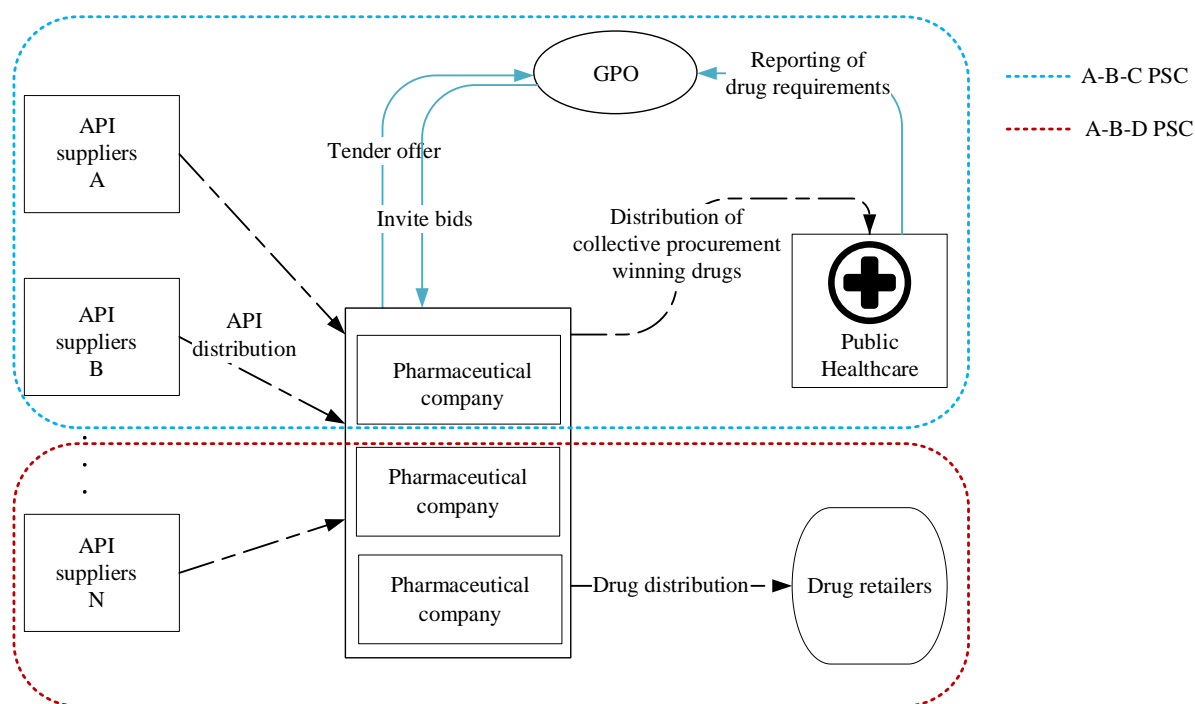 GPO
Reporting of
drug requirements
A-B-C PSC
A-B-D PSC
API
suppliers
A
Tender offer
Invite bids
Distribution of
collective procurement
winning drugs
API
suppliers
B
API
distribution
Public
Healthcare
Pharmaceutical
company
Pharmaceutical
company
API
suppliers
N
Pharmaceutical
company
Drug distribution
Drug retailers